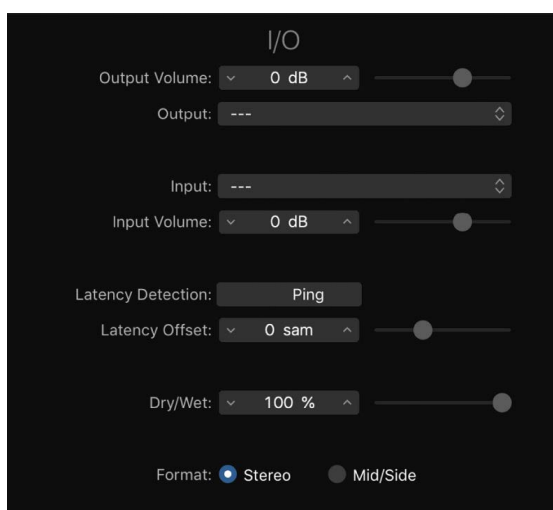 I/O
Output Volume: 0 dB
Output: ---
Input: ---
Input Volume: 0 dB
Latency Detection: Ping
Latency Offset: 0 sam
Dry/Wet: 100 %
Format: Stereo Mid/Side